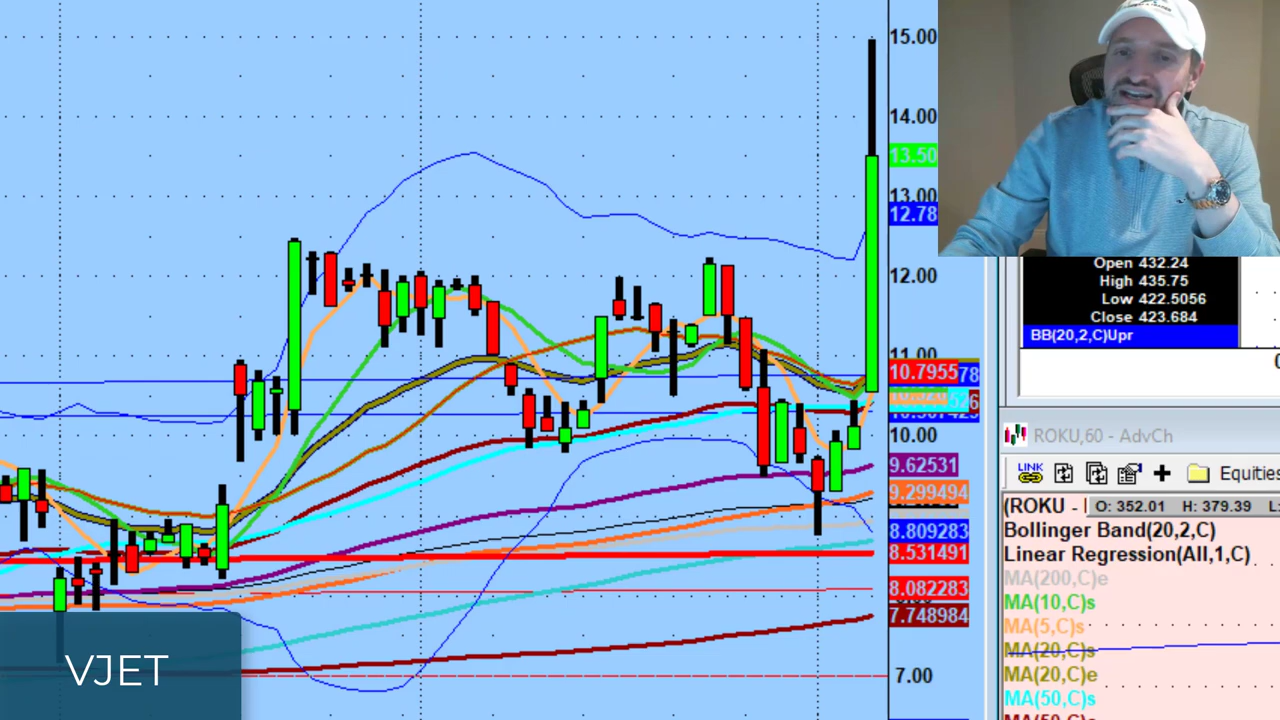 15.00
14.00
13.50
13.00
12.78
12.00
11.00
10.7955
78
10.00
9.62531
9.299494
8.809283
8.531491
8.082283
7.748984
7.00
VJET
Open 432.24
High 435.75
Low 422.5056
Close 423.684
BB(20,2,C)Upr
ROKU,60 - AdvCh
LINK
Equities
(ROKU -
O: 352.01 H: 379.39 L:
Bollinger Band(20,2,C)
Linear Regression(All,1,C)
MA(200,C)e
MA(10,C)s
MA(5,C)s
MA(20,C)s
MA(20,C)e
MA(50,C)s